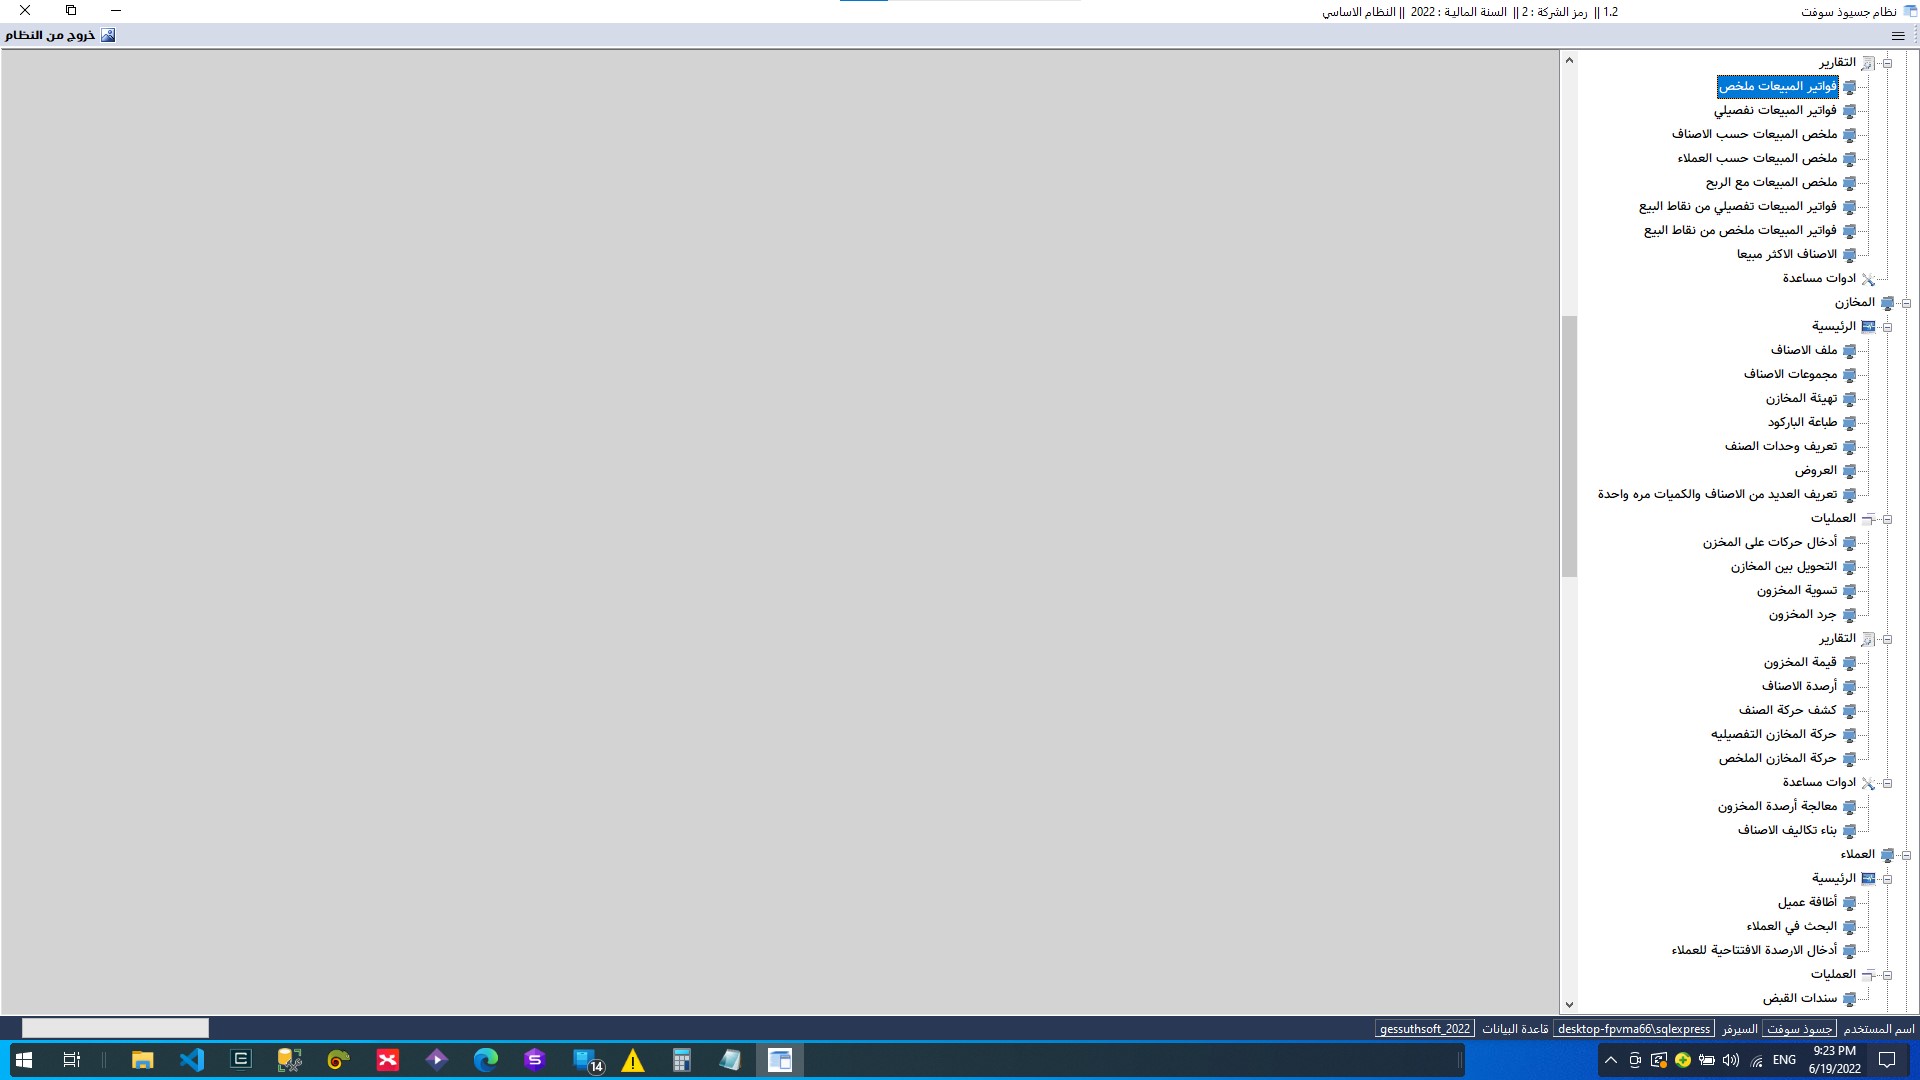 نظام جسيوذ سوفت
1.2 || رمز الشركة : 2 || السنة المالية : 2022 || النظام الاساسي
خروج من النظام
التقارير
فواتير المبيعات ملخص
فواتير المبيعات نفصيلي
ملخص المبيعات حسب الاصناف
ملخص المبيعات حسب العملاء
ملخص المبيعات مع الربح
فواتير المبيعات تفصيلي من نقاط البيع
فواتير المبيعات ملخص من نقاط البيع
الاصناف الاكثر مبيعا
ادوات مساعدة
المخازن
الرئيسية
ملف الاصناف
مجموعات الاصناف
تهيئة المخازن
طباعة الباركود
تعريف وحدات الصنف
العروض
تعريف العديد من الاصناف والكميات مره واحدة
العمليات
أدخال حركات على المخزن
التحويل بين المخازن
تسوية المخزون
جرد المخزون
التقارير
قيمة المخزون
أرصدة الاصناف
كشف حركة الصنف
حركة المخازن التفصيليه
حركة المخازن الملخص
ادوات مساعدة
معالجة أرصدة المخزون
بناء تكاليف الاصناف
العملاء
الرئيسية
أظافة عميل
البحث في العملاء
أدخال الارصدة الافتتاحية للعملاء
العمليات
سندات القبض
اسم المستخدم جسوذ سوفت السيرفر desktop-fpvma66\sqlexpress قاعدة البيانات gessuthsoft_2022
14
ENG
9:23 PM
6/19/2022